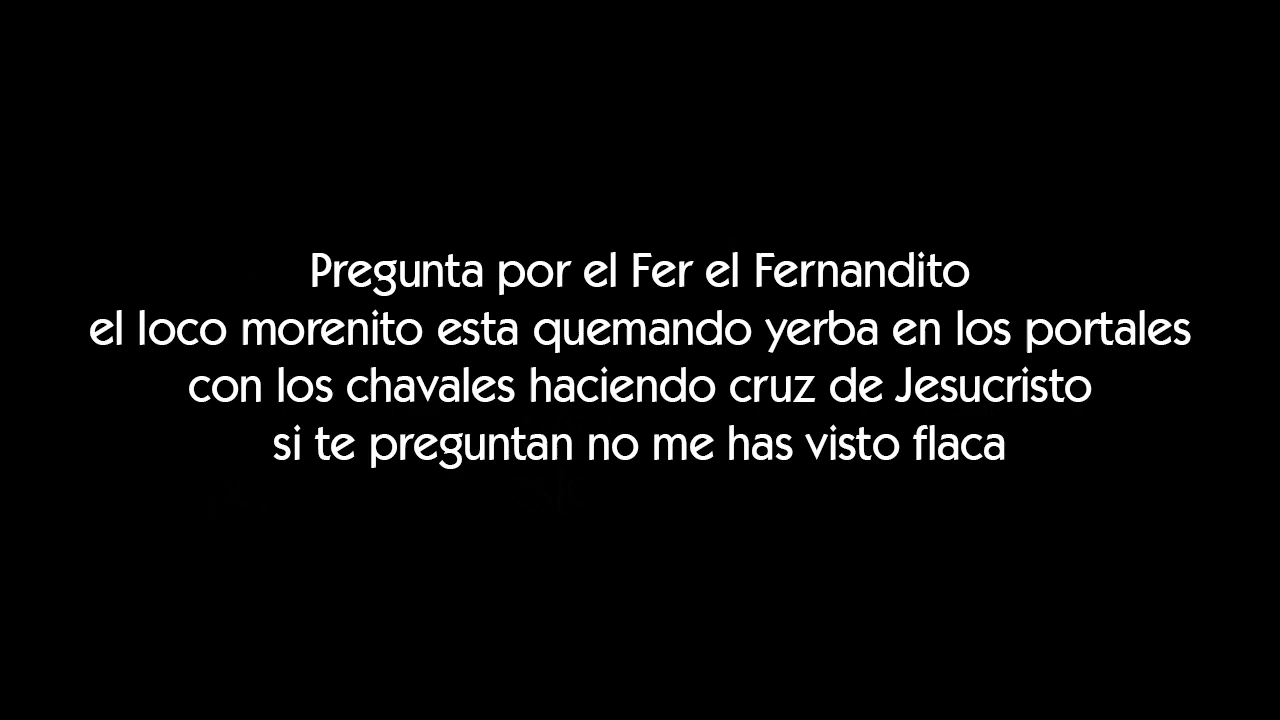 Pregunta por el Fer el Fernandito
el loco morenito esta quemando yerba en los portales
con los chavales haciendo cruz de Jesucristo
si te preguntan no me has visto flaca